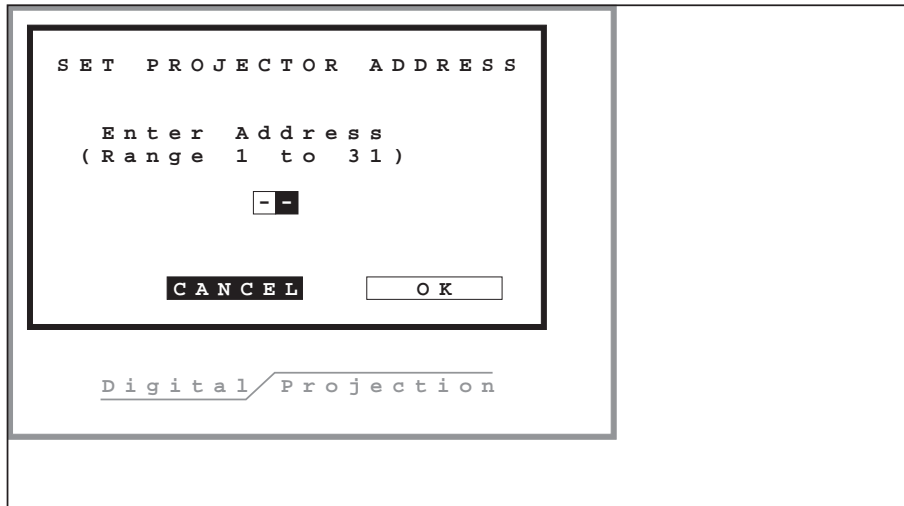 SET PROJECTOR ADDRESS
Enter Address
(Range 1 to 31)
--
CANCEL OK
Digital Projection